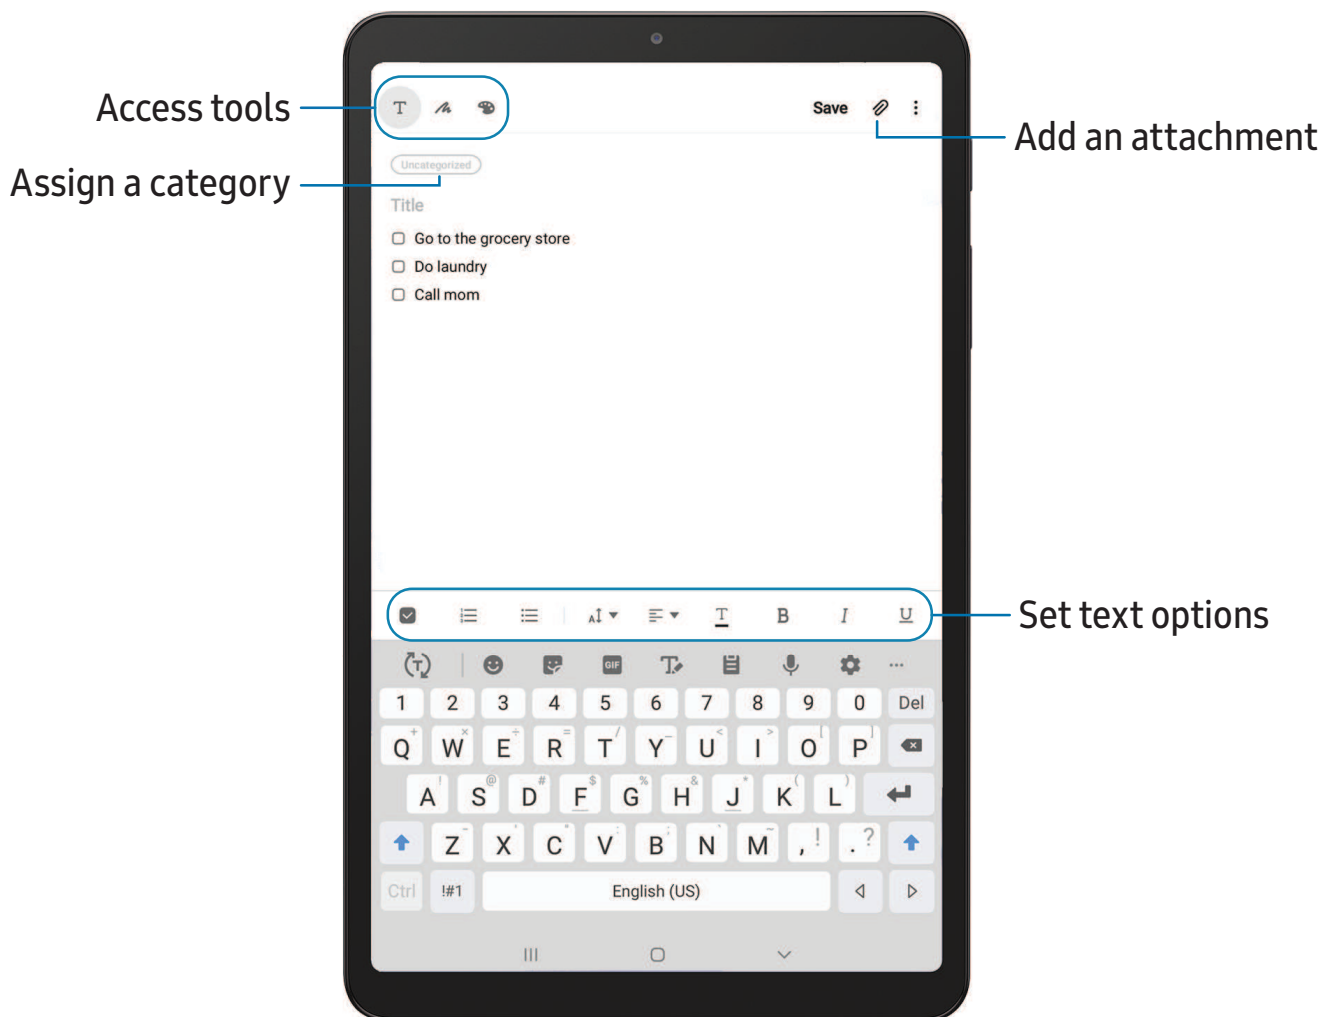 Access tools
T
Save
Add an attachment
Uncategorized
Assign a category
Title
Go to the grocery store
Do laundry
Call mom
T B I U
Set text options
T GIF T
1 2 3 4 5 6 7 8 9 0 Del
Q W E R T Y U I O P
A S D F G H J K L
Z X C V B N M , ! . ?
Ctrl !#1 English (US)